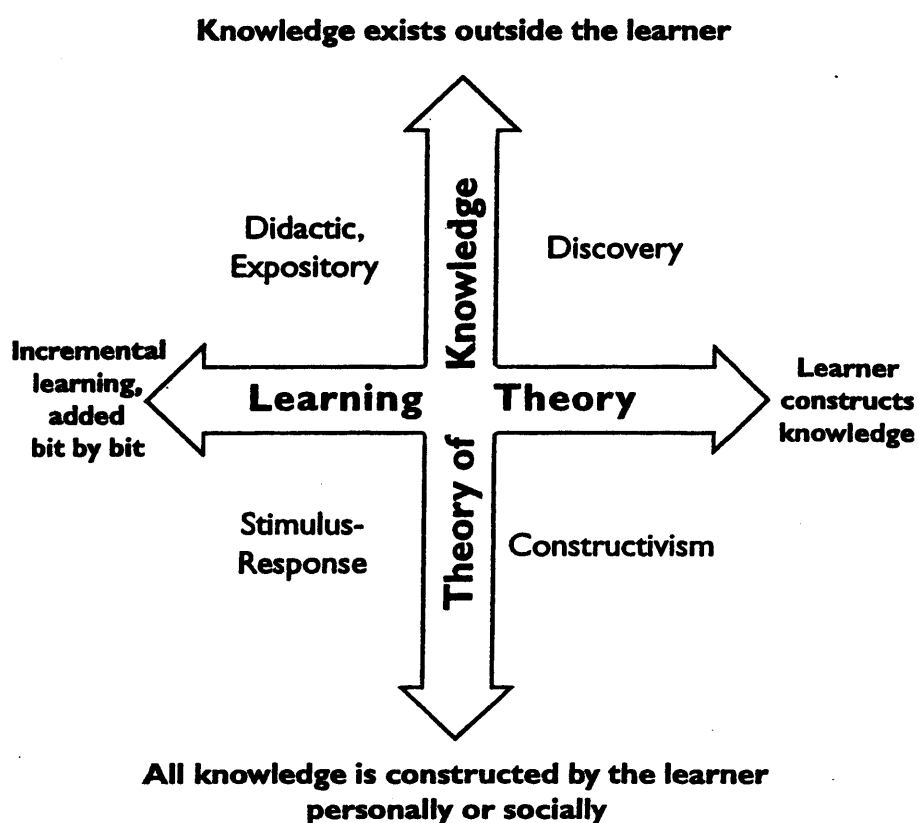 Knowledge exists outside the learner
Didactic,
Expository
Discovery
Theory of Knowledge
Incremental
learning,
added
bit by bit
Learning Theory
Learner
constructs
knowledge
Stimulus-
Response
Constructivism
All knowledge is constructed by the learner
personally or socially